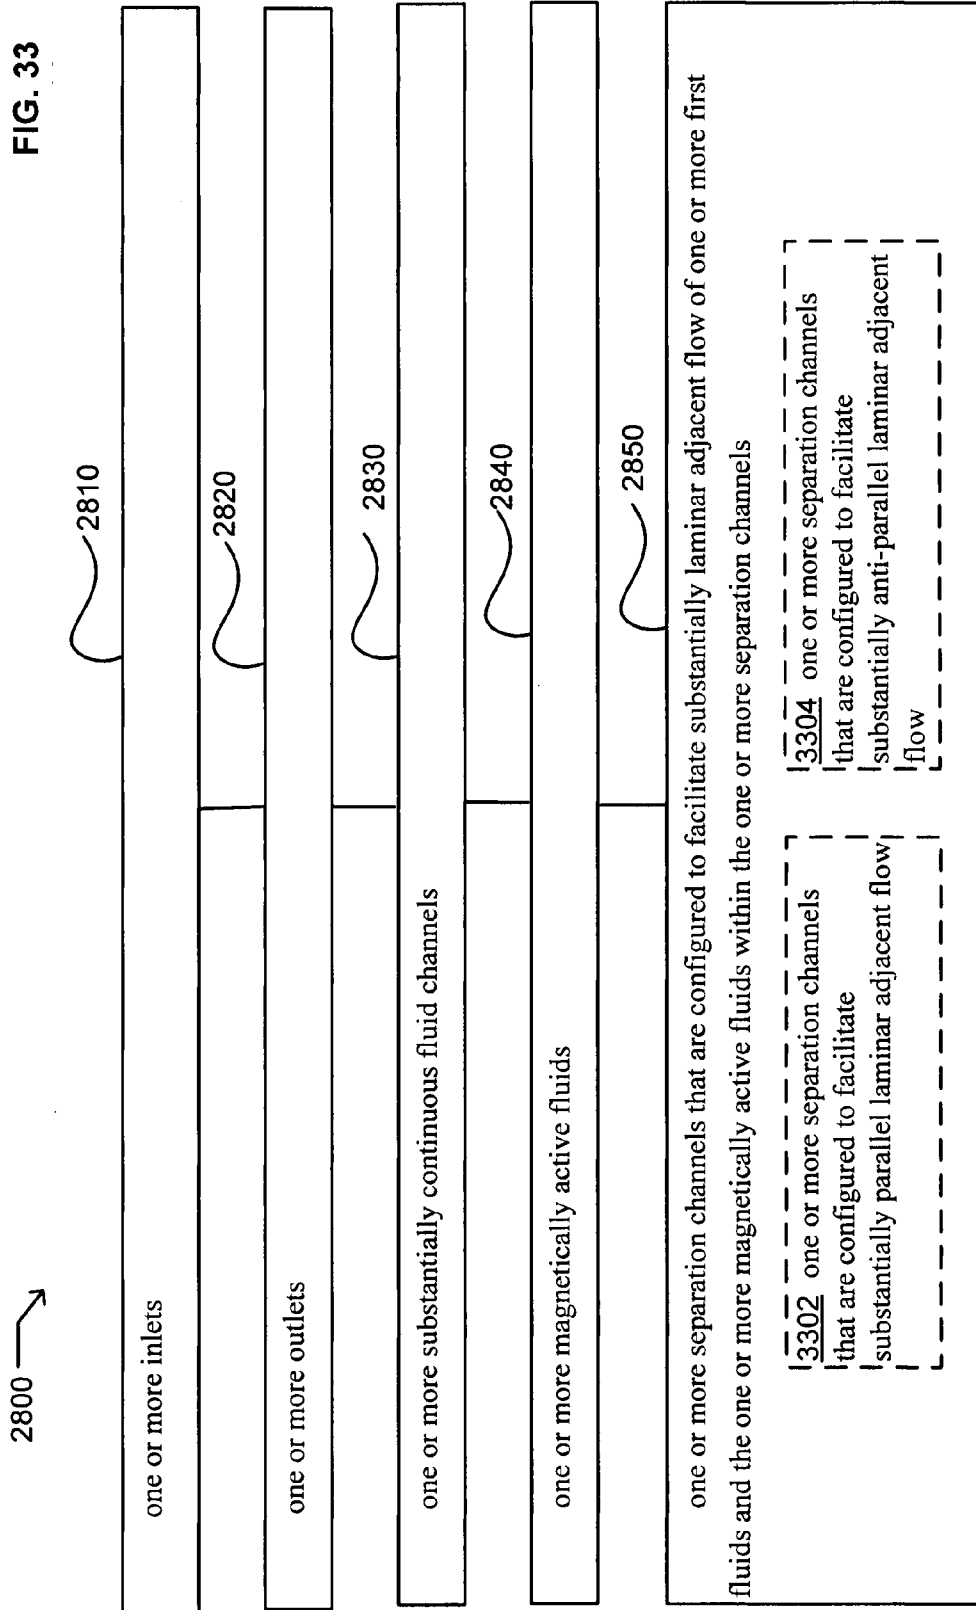 FIG. 33
2800
2810
one or more inlets
2820
one or more outlets
2830
one or more substantially continuous fluid channels
2840
one or more magnetically active fluids
2850
one or more separation channels that are configured to facilitate substantially laminar adjacent flow of one or more first
fluids and the one or more magnetically active fluids within the one or more separation channels
3302 one or more separation channels
that are configured to facilitate
substantially parallel laminar adjacent flow
3304 one or more separation channels
that are configured to facilitate
substantially anti-parallel laminar adjacent
flow